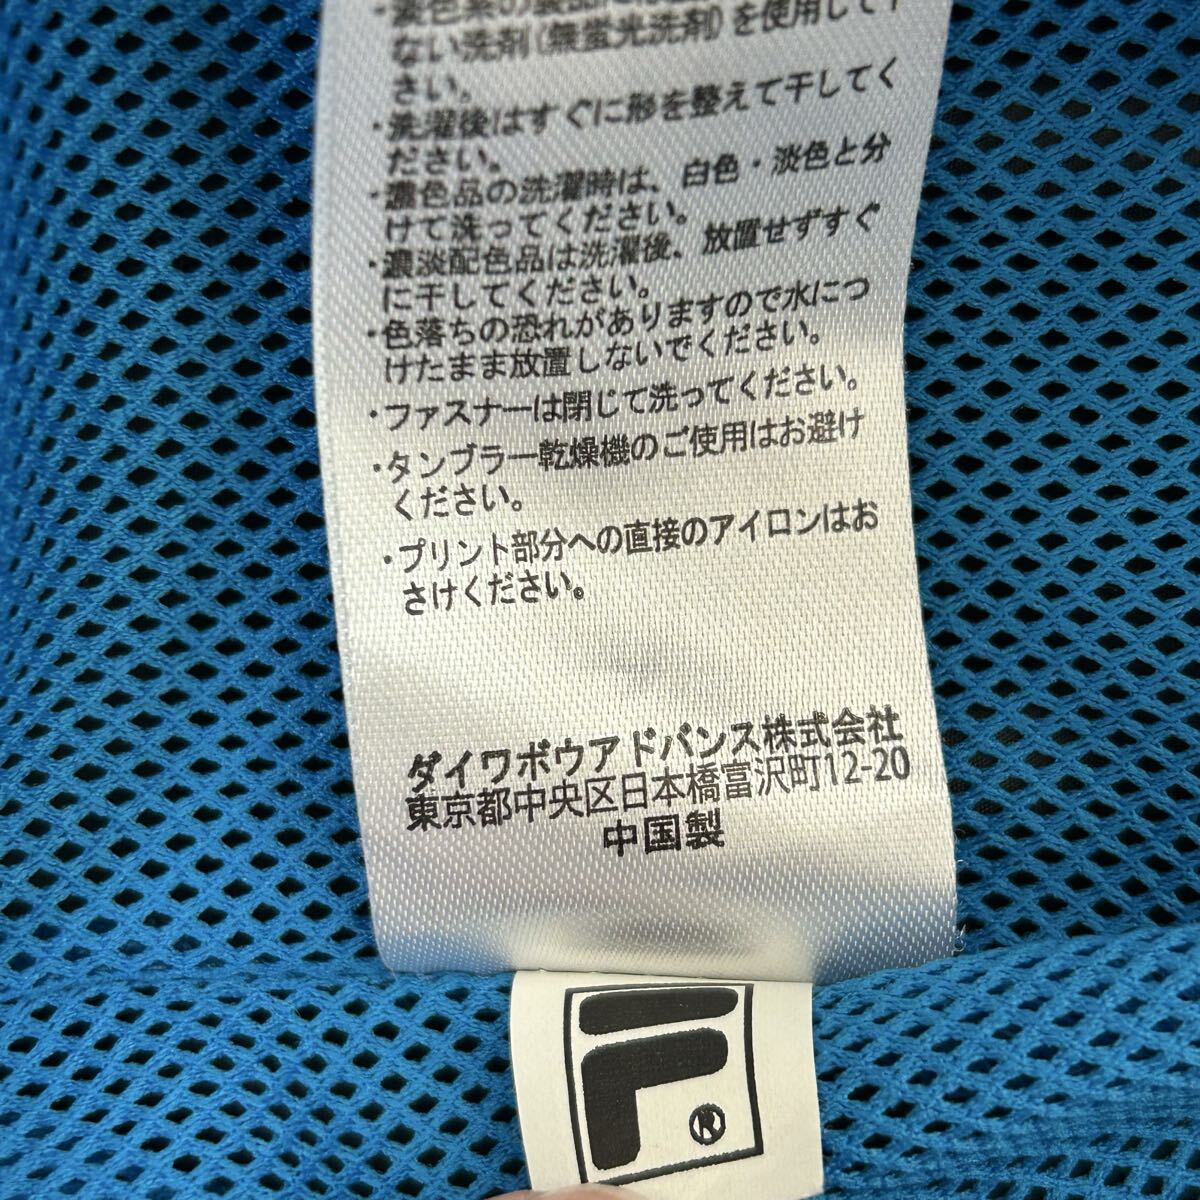 ない洗剤(無蛍光洗剤)を使用して下
さい。
・洗濯後はすぐに形を整えて干してく
ださい。
・濃色品の洗濯時は、白色・淡色と分
けて洗ってください。
・濃淡配色品は洗濯後、放置せずすぐ
に干してください。
・色落ちの恐れがありますので水につ
けたまま放置しないでください。
・ファスナーは閉じて洗ってください。
・タンブラー乾燥機のご使用はお避け
ください。
・プリント部分への直接のアイロンはお
さけください。
ダイワボウアドバンス株式会社
東京都中央区日本橋富沢町12-20
中国製
F
®